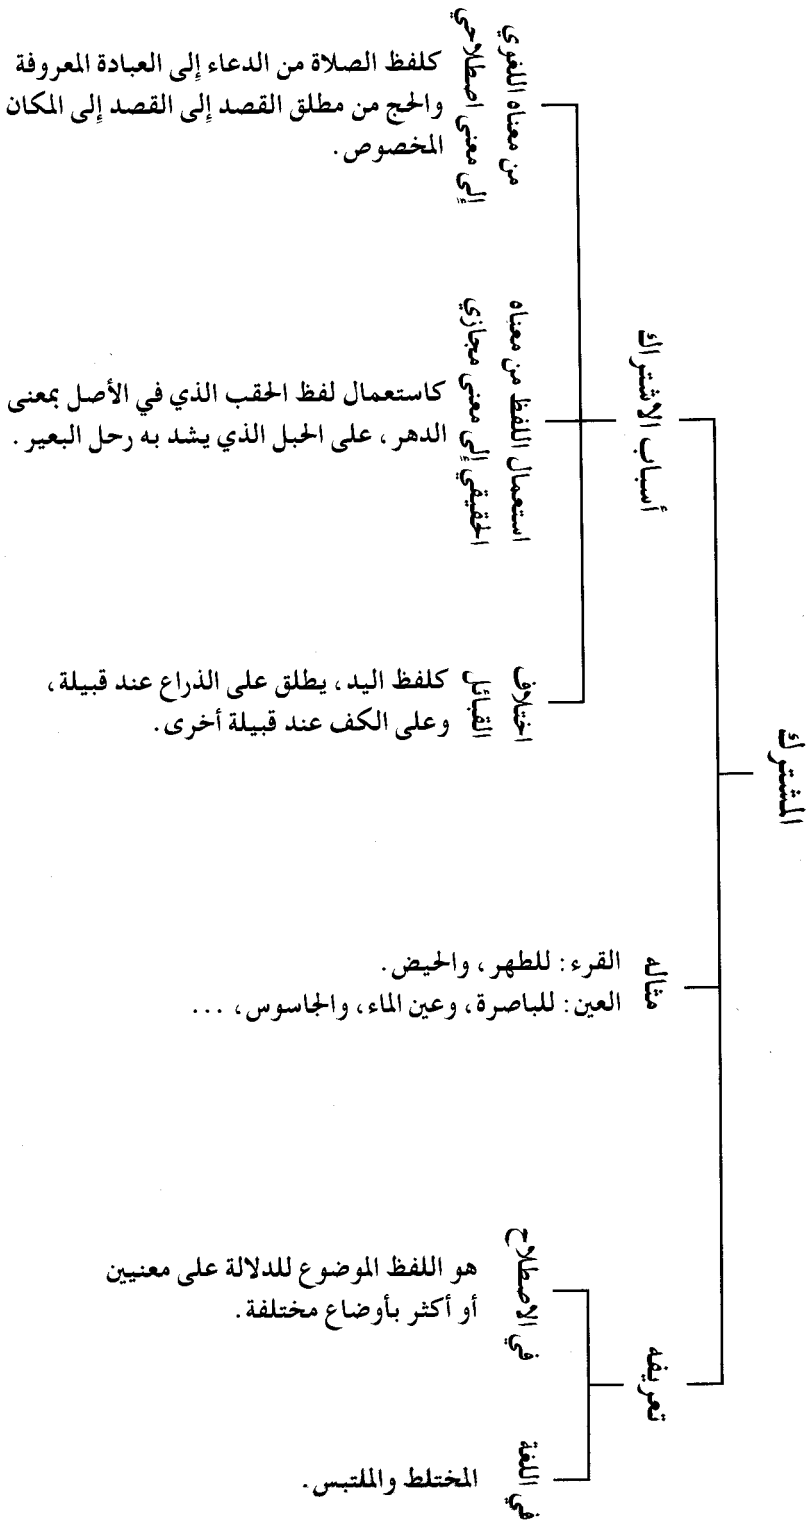 المشترك
تعريفه
في اللغة
المختلط والملتبس.
في الاصطلاح
هو اللفظ الموضوع للدلالة على معنيين
أو أكثر بأوضاع مختلفة.
مثاله
القرء: للطهر، والحيض.
العين: للباصرة، وعين الماء، والجاسوس، ...
أسباب الاشتراك
اختلاف
القبائل
كلفظ اليد، يطلق على الذراع عند قبيلة،
وعلى الكف عند قبيلة أخرى.
استعمال اللفظ من معناه
الحقيقي إلى معنى مجازي
كاستعمال لفظ الحقب الذي في الأصل بمعنى
الدهر، على الحبل الذي يشد به رحل البعير.
من معناه اللغوي
إلى معنى اصطلاحي
كلفظ الصلاة من الدعاء إلى العبادة المعروفة
والحج من مطلق القصد إلى القصد إلى المكان
المخصوص.